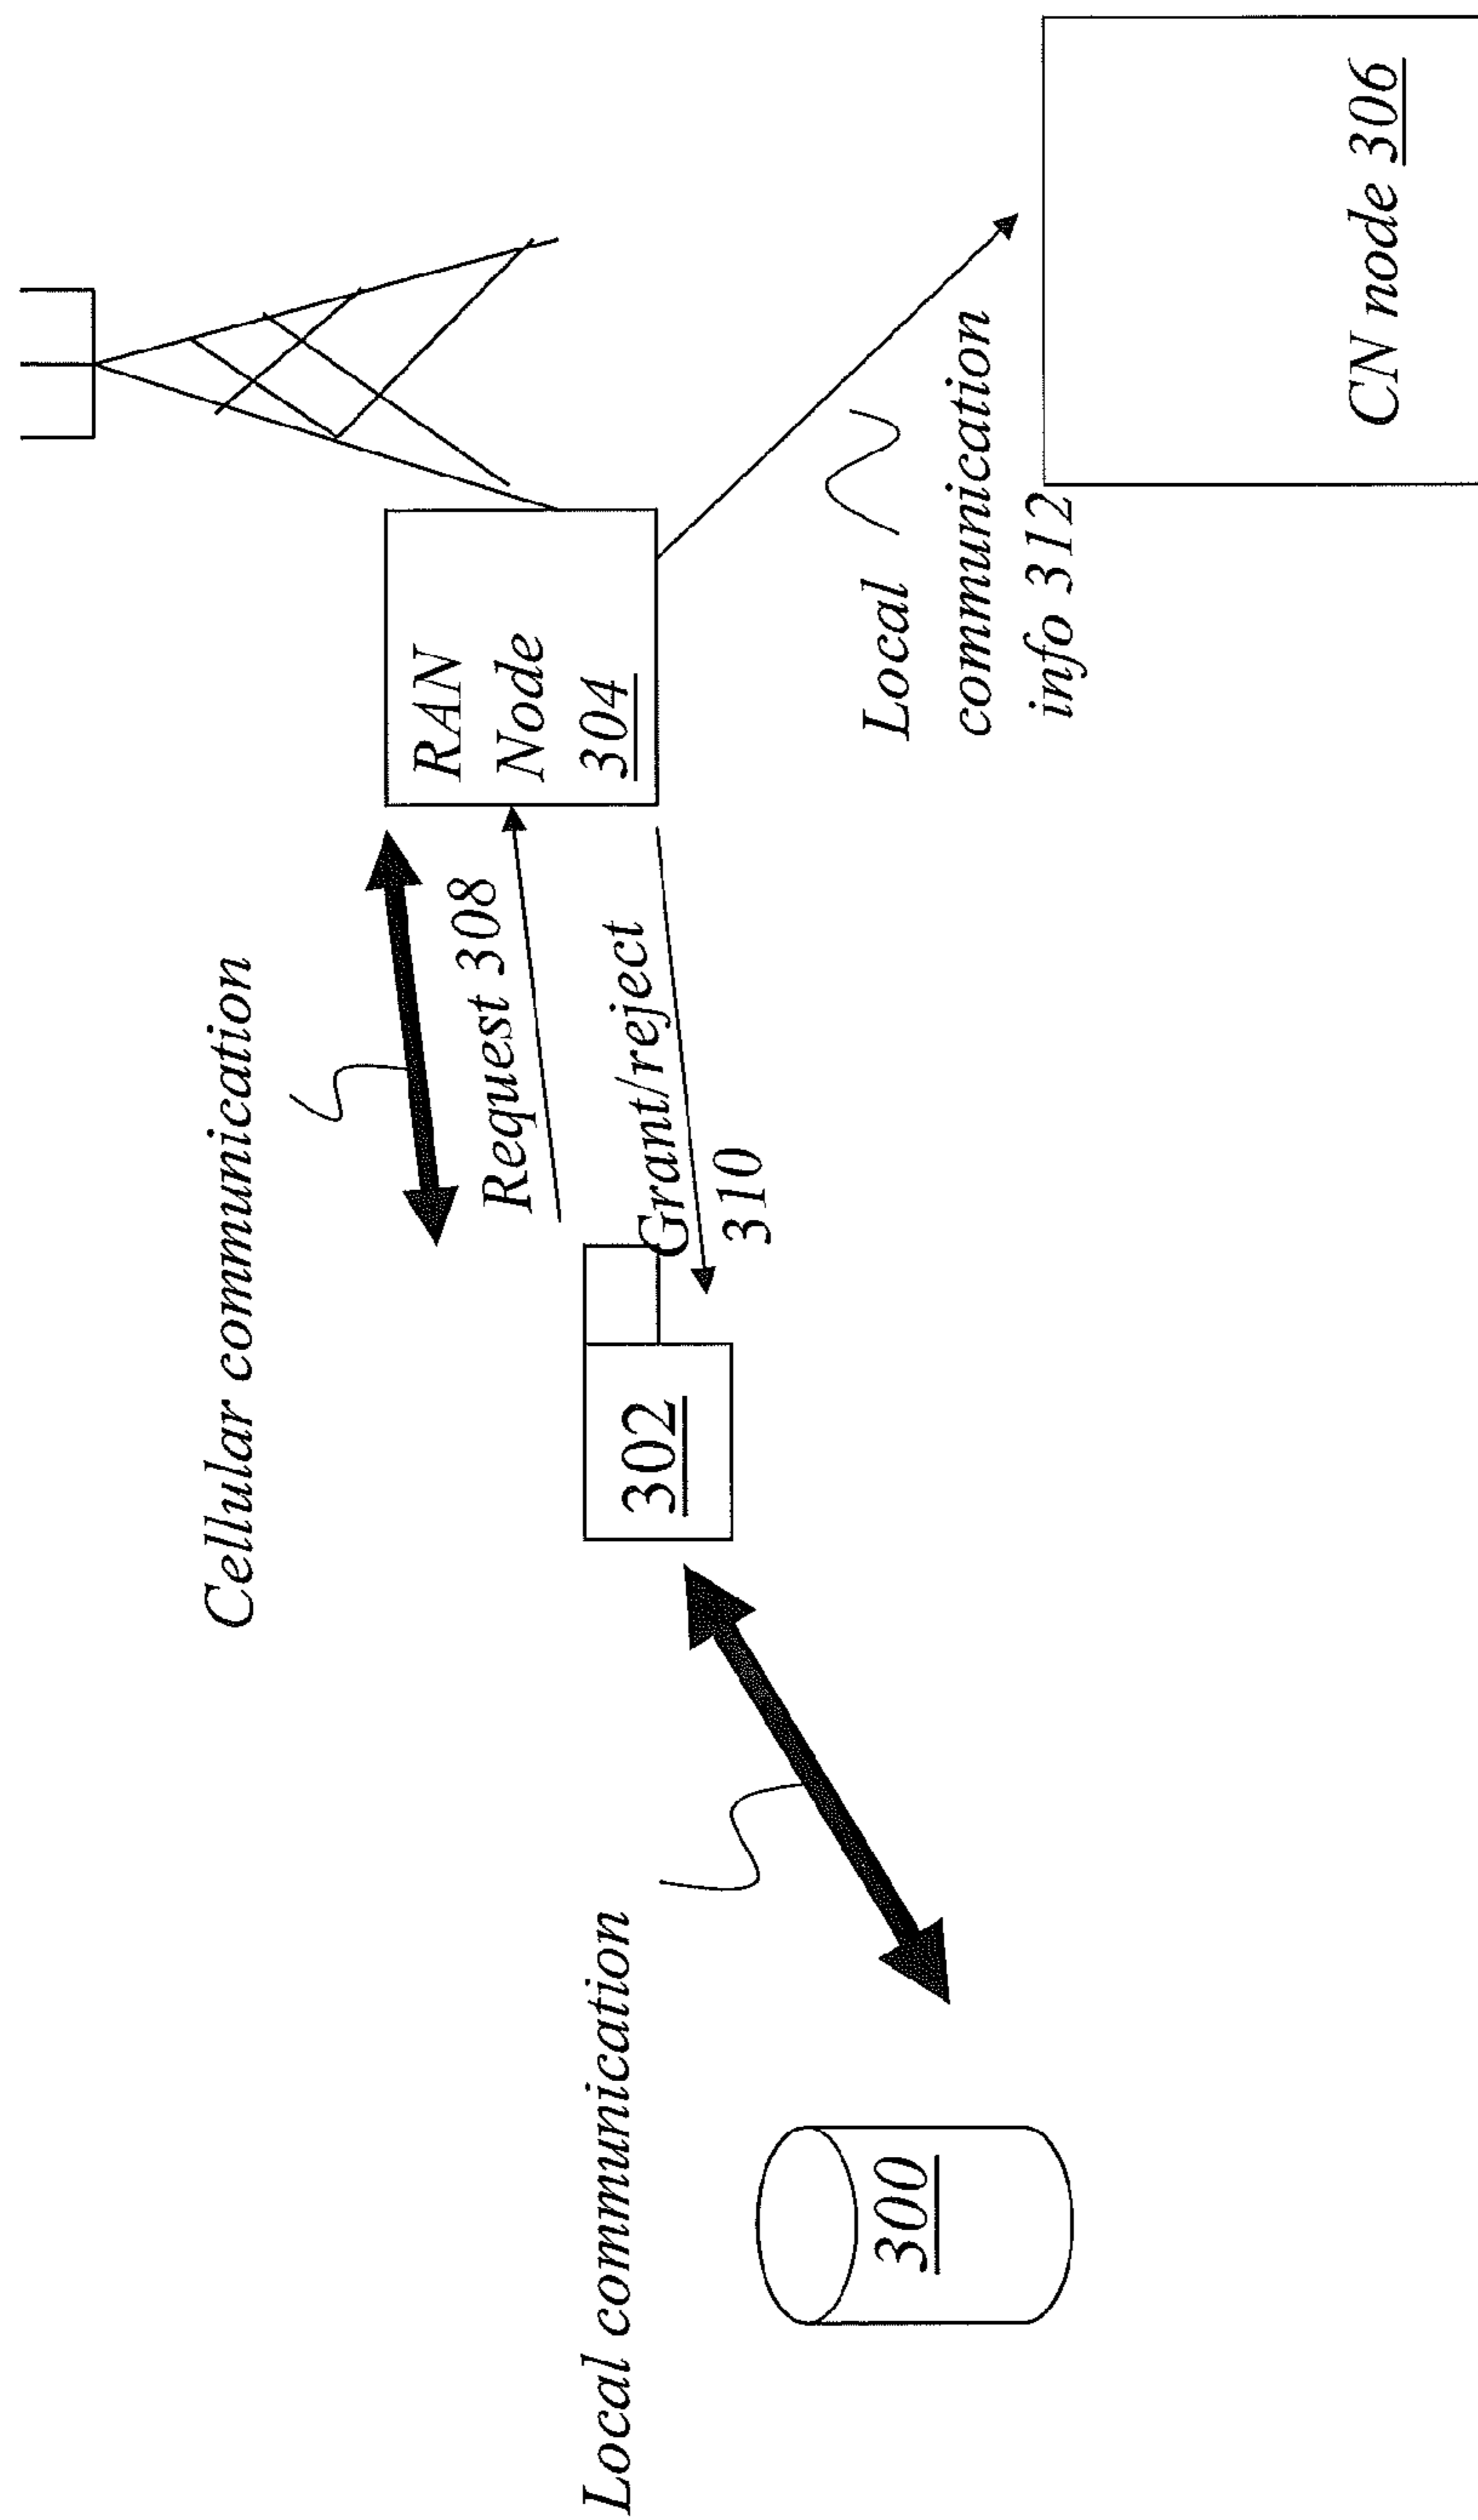 Cellular communication
Request 308
Grant/reject
310
RAN
Node
304
302
Local communication
300
Local
communication
info 312
CN node 306